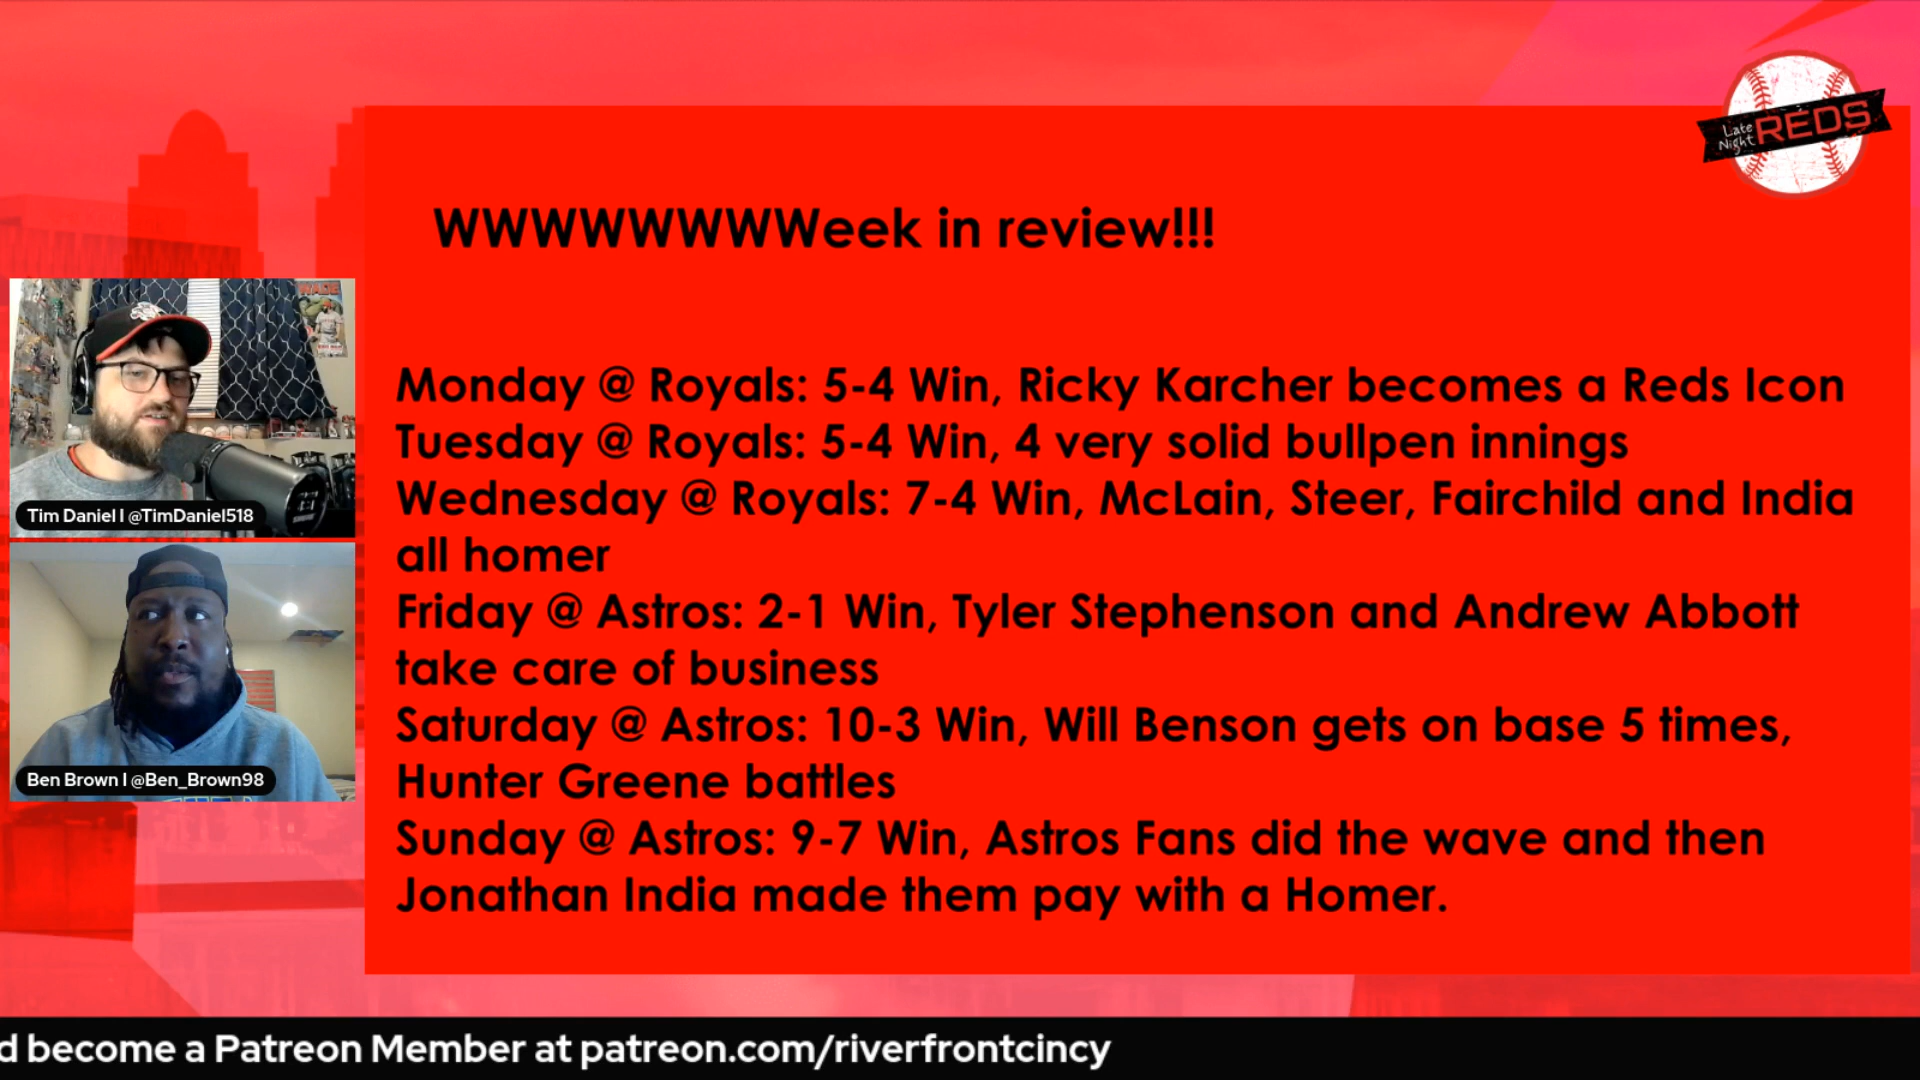 Late
Night REDS
WWWWWWWWeek in review!!!
Monday @ Royals: 5-4 Win, Ricky Karcher becomes a Reds Icon
Tuesday @ Royals: 5-4 Win, 4 very solid bullpen innings
Wednesday @ Royals: 7-4 Win, McLain, Steer, Fairchild and India
all homer
Friday @ Astros: 2-1 Win, Tyler Stephenson and Andrew Abbott
take care of business
Saturday @ Astros: 10-3 Win, Will Benson gets on base 5 times,
Hunter Greene battles
Sunday @ Astros: 9-7 Win, Astros Fans did the wave and then
Jonathan India made them pay with a Homer.
Tim Daniel | @TimDaniel518
Ben Brown | @Ben_Brown98
d become a Patreon Member at patreon.com/riverfrontcincy